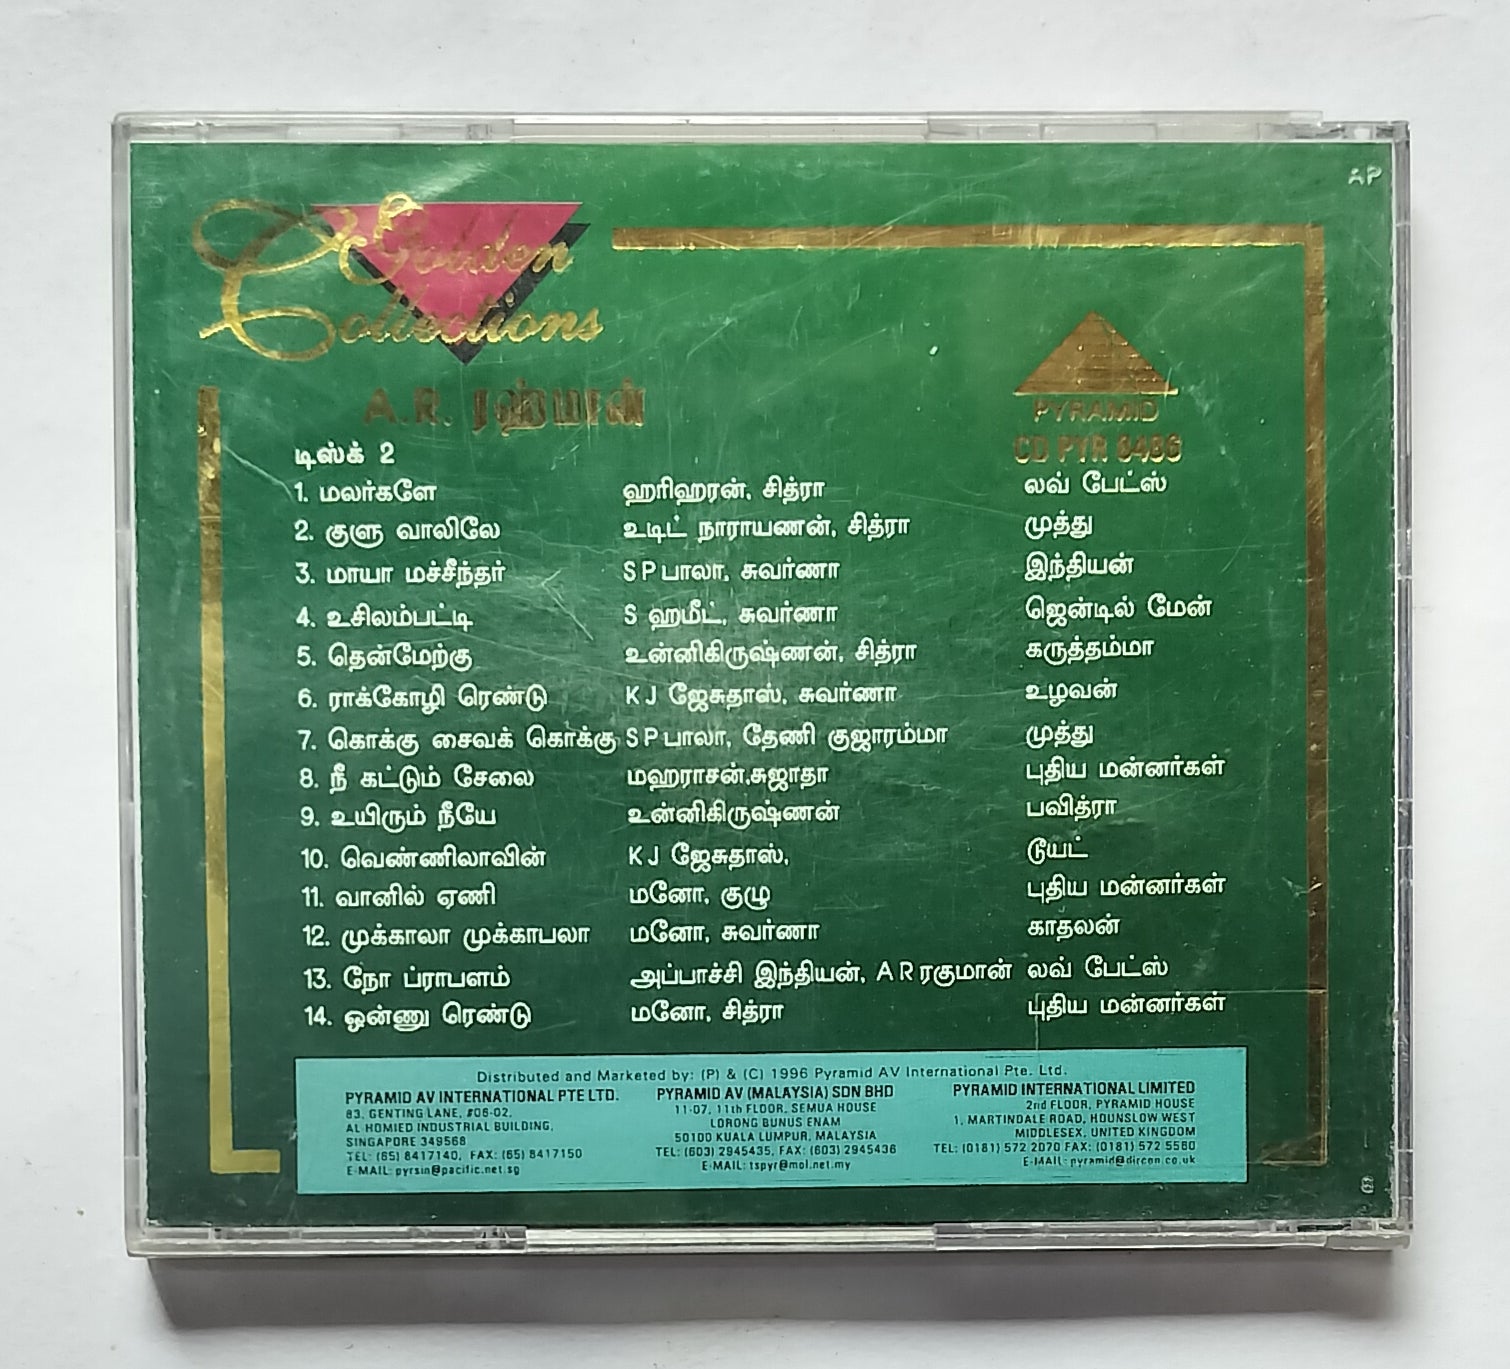 AP
Golden
Collections
A.R. ரஹ்மான்
PYRAMID
CD PYR 8486
டிஸ்க் 2
1. மலர்களே ஹரிஹரன், சித்ரா லவ் பேட்ஸ்
2. குளு வாலிலே உடிட் நாராயணன், சித்ரா முத்து
3. மாயா மச்சீந்தர் S P பாலா, சுவர்ணா இந்தியன்
4. உசிலம்பட்டி S ஹமீட், சுவர்ணா ஜென்டில் மேன்
5. தென்மேற்கு உன்னிகிருஷ்ணன், சித்ரா கருத்தம்மா
6. ராக்கோழி ரெண்டு K J ஜேசுதாஸ், சுவர்ணா உழவன்
7. கொக்கு சைவக் கொக்கு S P பாலா, தேணி குஜாரம்மா முத்து
8. நீ கட்டும் சேலை மஹராசன்,சுஜாதா புதிய மன்னர்கள்
9. உயிரும் நீயே உன்னிகிருஷ்ணன் பவித்ரா
10. வெண்ணிலாவின் K J ஜேசுதாஸ், டூயட்
11. வானில் ஏணி மனோ, குழு புதிய மன்னர்கள்
12. முக்காலா முக்காபலா மனோ, சுவர்ணா காதலன்
13. நோ ப்ராபளம் அப்பாச்சி இந்தியன், A R ரகுமான் லவ் பேட்ஸ்
14. ஒன்ணு ரெண்டு மனோ, சித்ரா புதிய மன்னர்கள்
Distributed and Marketed by: (P) & (C) 1996 Pyramid AV International Pte. Ltd.
PYRAMID AV INTERNATIONAL PTE LTD.
83, GENTING LANE, #06-02,
AL HOMIED INDUSTRIAL BUILDING,
SINGAPORE 349568
TEL: (65) 8417140, FAX: (65) 8417150
E-MAIL: pyrsin@pacific.net.sg
PYRAMID AV (MALAYSIA) SDN BHD
11-07, 11th FLOOR, SEMUA HOUSE
LORONG BUNUS ENAM
50100 KUALA LUMPUR, MALAYSIA
TEL: (603) 2945435, FAX: (603) 2945436
E-MAIL: tspyr@mol.net.my
PYRAMID INTERNATIONAL LIMITED
2nd FLOOR, PYRAMID HOUSE
1, MARTINDALE ROAD, HOUNSLOW WEST
MIDDLESEX, UNITED KINGDOM
TEL: (0181) 572 2070 FAX: (0181) 572 5580
E-MAIL: pyramid@dircon.co.uk